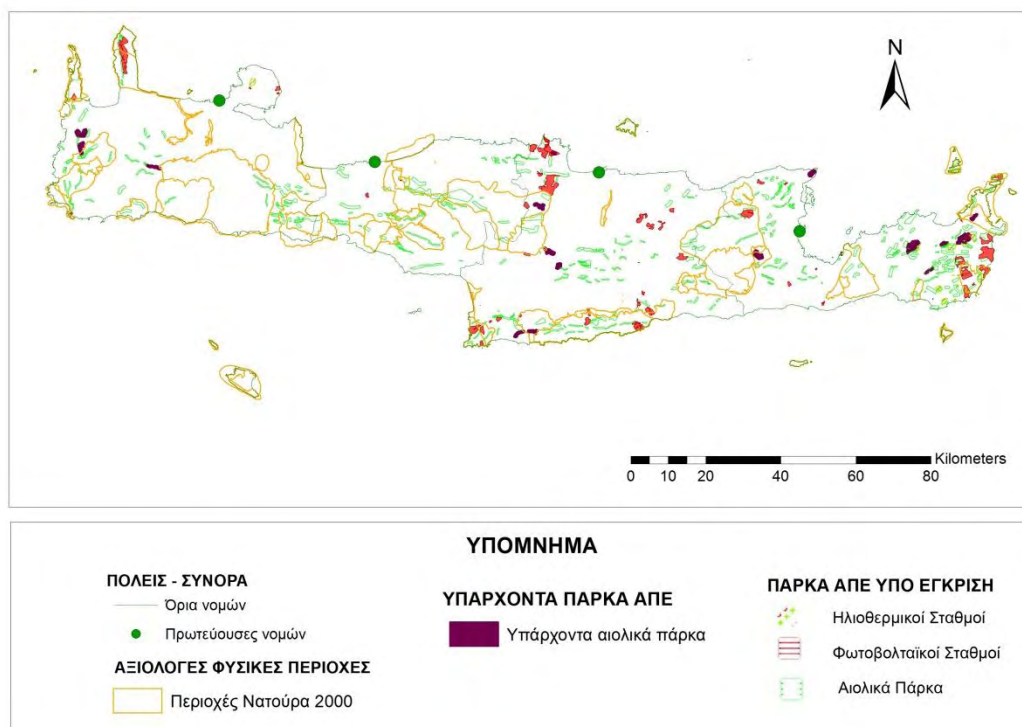 N
Kilometers
0 10 20 40 60 80
ΥΠΟΜΝΗΜΑ
ΠΟΛΕΙΣ - ΣΥΝΟΡΑ
Όρια νομών
Πρωτεύουσες νομών
ΑΞΙΟΛΟΓΕΣ ΦΥΣΙΚΕΣ ΠΕΡΙΟΧΕΣ
Περιοχές Νατούρα 2000
ΥΠΑΡΧΟΝΤΑ ΠΑΡΚΑ ΑΠΕ
Υπάρχοντα αιολικά πάρκα
ΠΑΡΚΑ ΑΠΕ ΥΠΟ ΕΓΚΡΙΣΗ
Ηλιοθερμικοί Σταθμοί
Φωτοβολταϊκοί Σταθμοί
Αιολικά Πάρκα